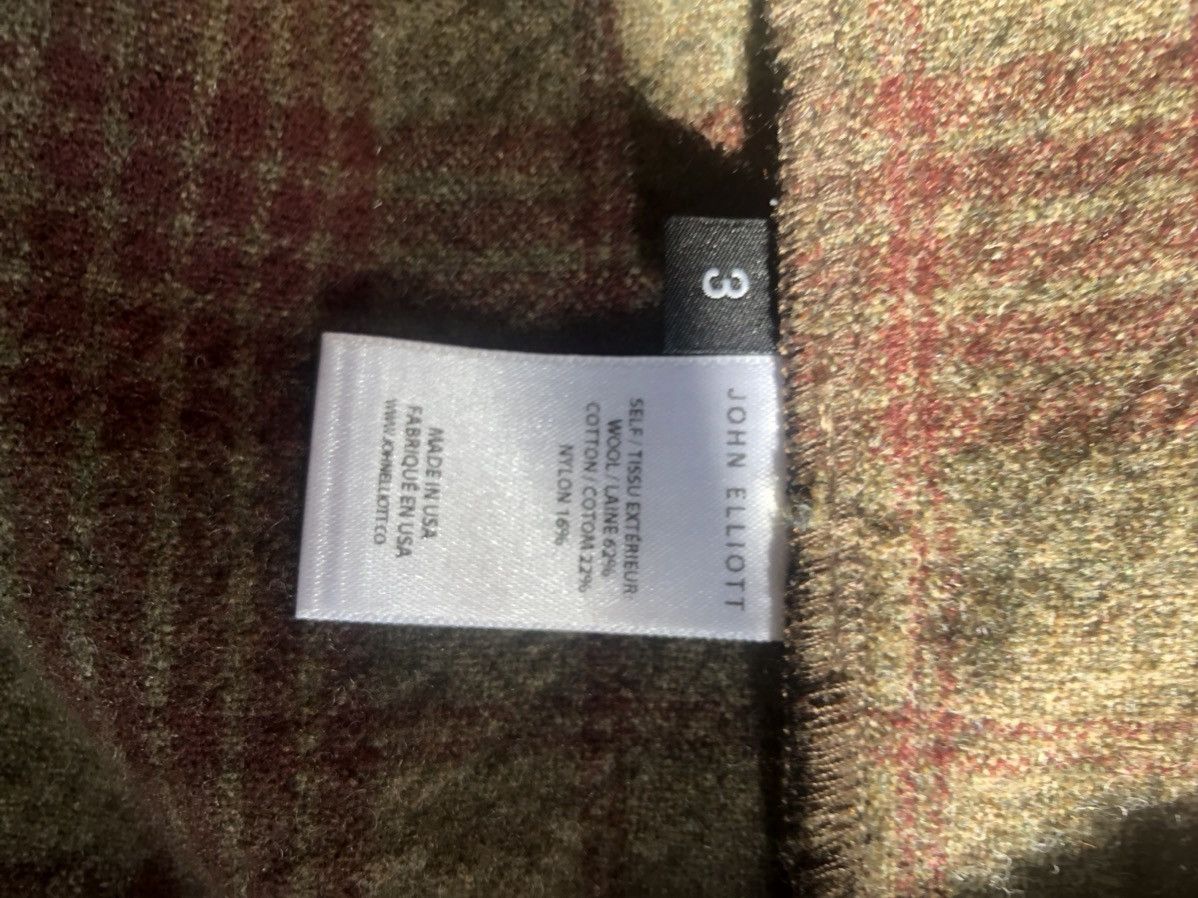 3
JOHN ELLIOTT
SELF / TISSU EXTÉRIEUR
WOOL / LAINE 62%
COTTON / COTOM 22%
NYLON 16%
MADE IN USA
FABRIQUÉ EN USA
WWW.JOHNELLIOTT.CO